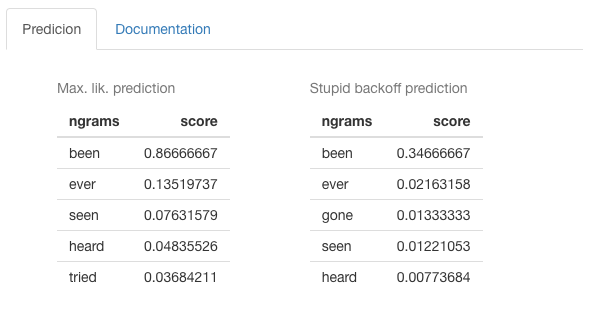 Predicion Documentation
Max. lik. prediction Stupid backoff prediction
ngrams score ngrams score
been 0.86666667 been 0.34666667
ever 0.13519737 ever 0.02163158
seen 0.07631579 gone 0.01333333
heard 0.04835526 seen 0.01221053
tried 0.03684211 heard 0.00773684